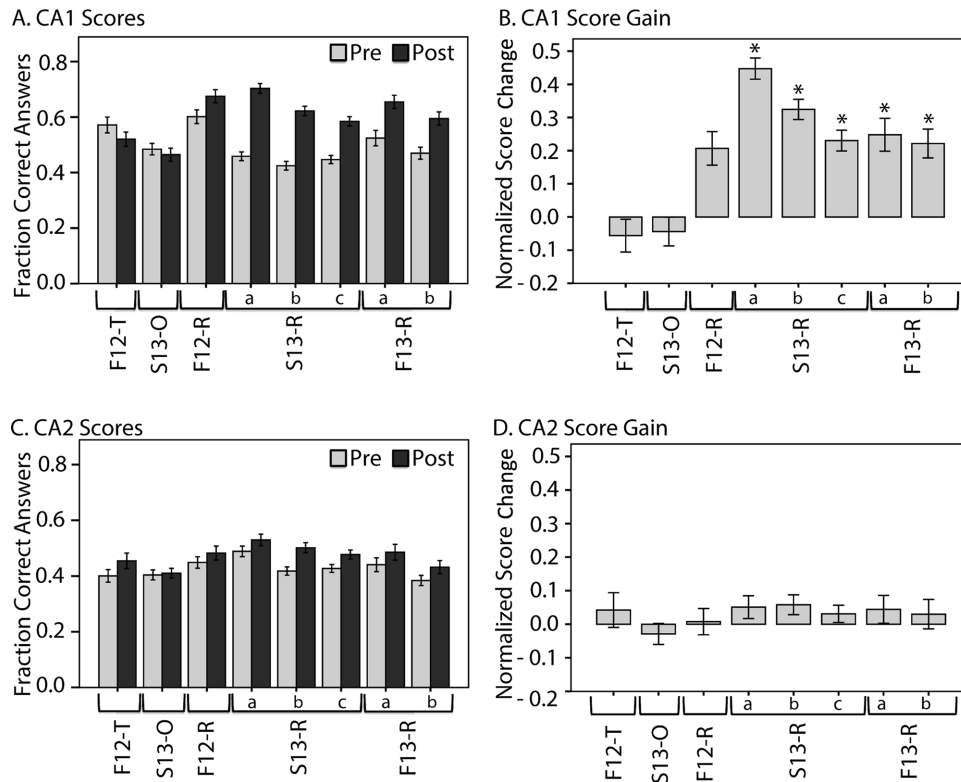 A. CA1 Scores
Pre Post
Fraction Correct Answers
0.8
0.6
0.4
0.2
0.0
a b c a b
F12-T S13-O F12-R S13-R F13-R
B. CA1 Score Gain
Normalized Score Change
0.5
0.4
0.3
0.2
0.1
0.0
- 0.1
- 0.2
* * * * *
a b c a b
F12-T S13-O F12-R S13-R F13-R
C. CA2 Scores
Pre Post
Fraction Correct Answers
0.8
0.6
0.4
0.2
0.0
a b c a b
F12-T S13-O F12-R S13-R F13-R
D. CA2 Score Gain
Normalized Score Change
0.5
0.4
0.3
0.2
0.1
0.0
- 0.1
- 0.2
a b c a b
F12-T S13-O F12-R S13-R F13-R